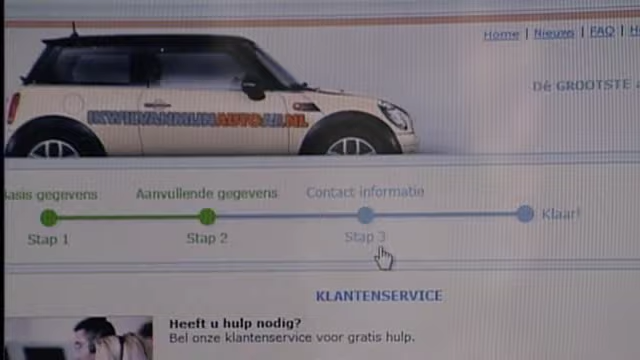 Home | Nieuws | FAQ |
Dé GROOTSTE
IKWILVANMIJNAUTOAF.NL
Basis gegevens
Aanvullende gegevens
Contact informatie
Klaar!
Stap 1
Stap 2
Stap 3
KLANTENSERVICE
Heeft u hulp nodig?
Bel onze klantenservice voor gratis hulp.